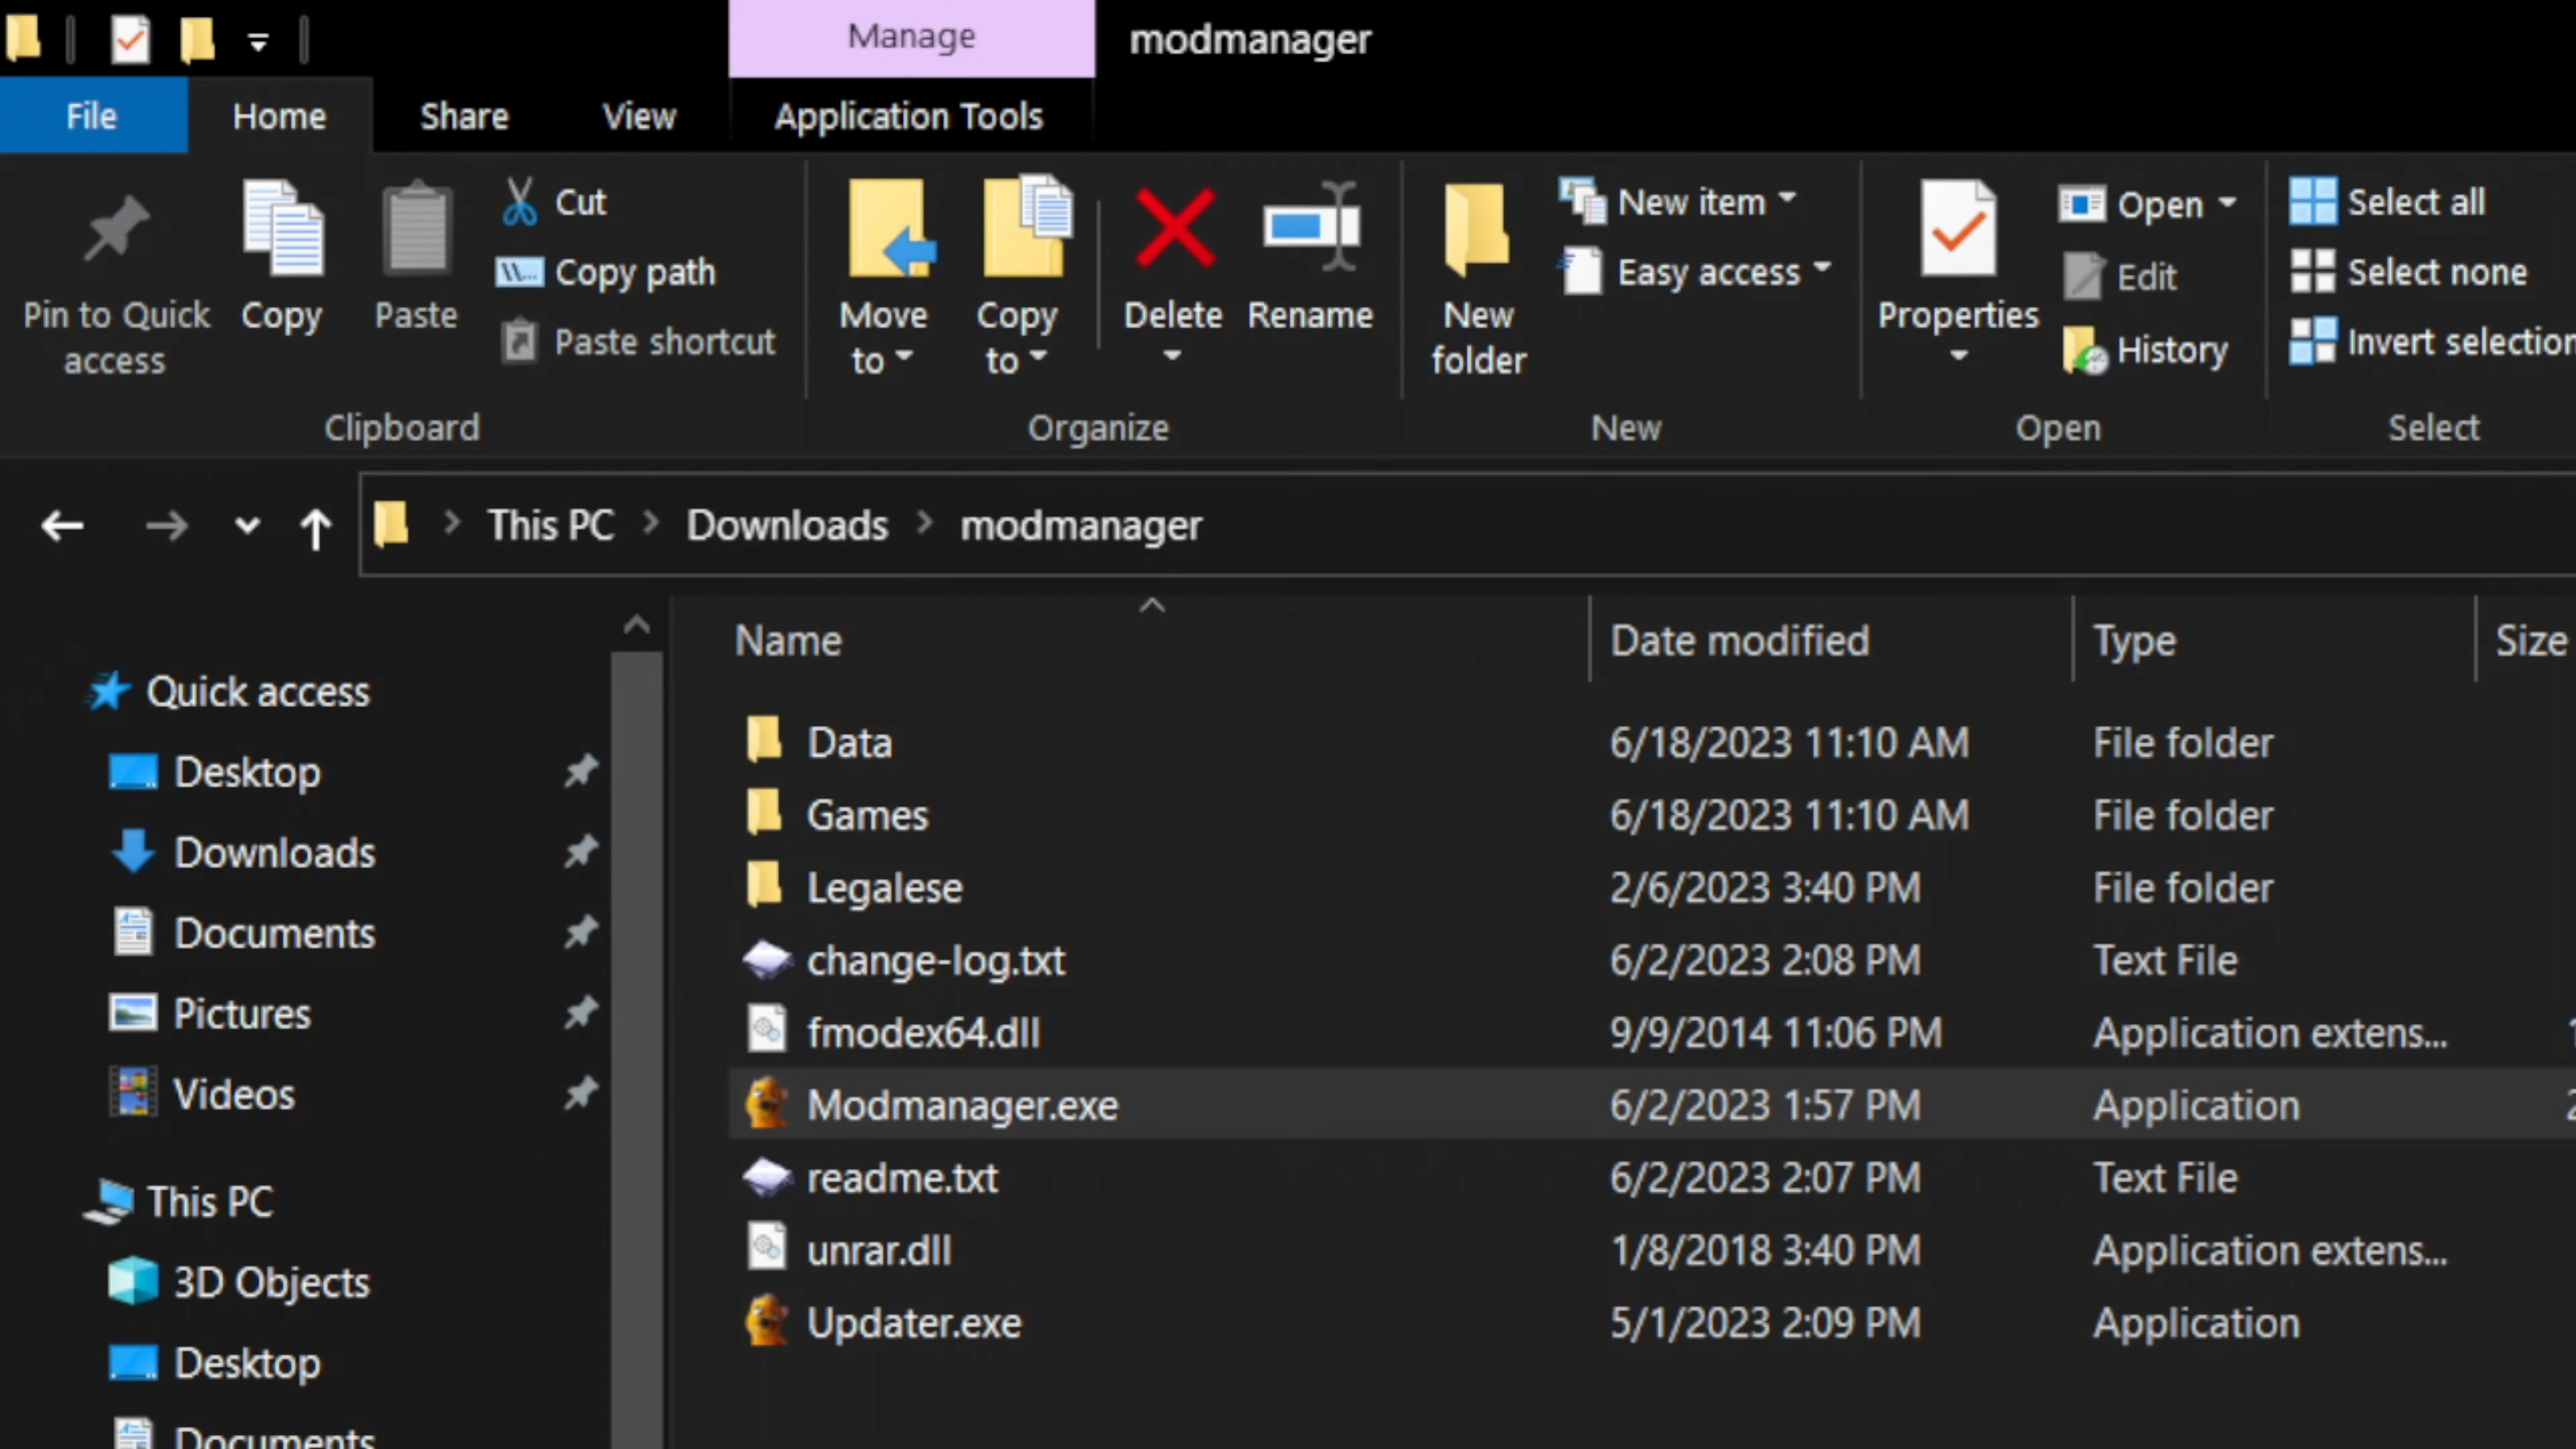 Manage
modmanager
File
Home
Share
View
Application Tools
Pin to Quick
access
Copy
Paste
Cut
Copy path
Paste shortcut
Clipboard
Move
to
Copy
to
Delete
Rename
Organize
New
folder
New item
Easy access
New
Properties
Open
Edit
History
Open
Select all
Select none
Invert selection
Select
This PC
Downloads
modmanager
Name
Date modified
Type
Size
Quick access
Desktop
Downloads
Documents
Pictures
Videos
This PC
3D Objects
Desktop
Documents
Data 6/18/2023 11:10 AM File folder
Games 6/18/2023 11:10 AM File folder
Legalese 2/6/2023 3:40 PM File folder
change-log.txt 6/2/2023 2:08 PM Text File
fmodex64.dll 9/9/2014 11:06 PM Application extens...
Modmanager.exe 6/2/2023 1:57 PM Application
readme.txt 6/2/2023 2:07 PM Text File
unrar.dll 1/8/2018 3:40 PM Application extens...
Updater.exe 5/1/2023 2:09 PM Application